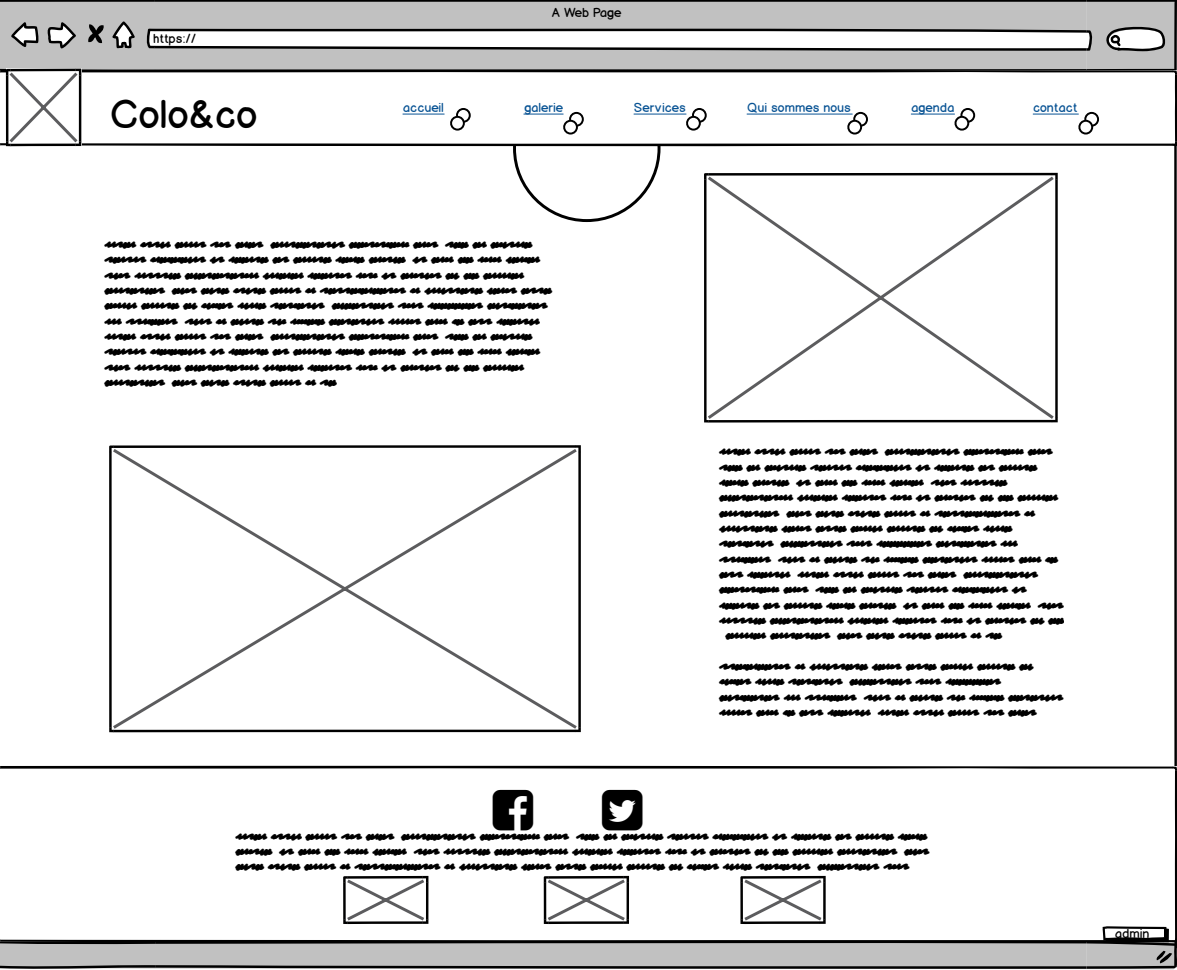 A Web Page
https://
Colo&co
accueil galerie Services Qui sommes nous agenda contact
admin